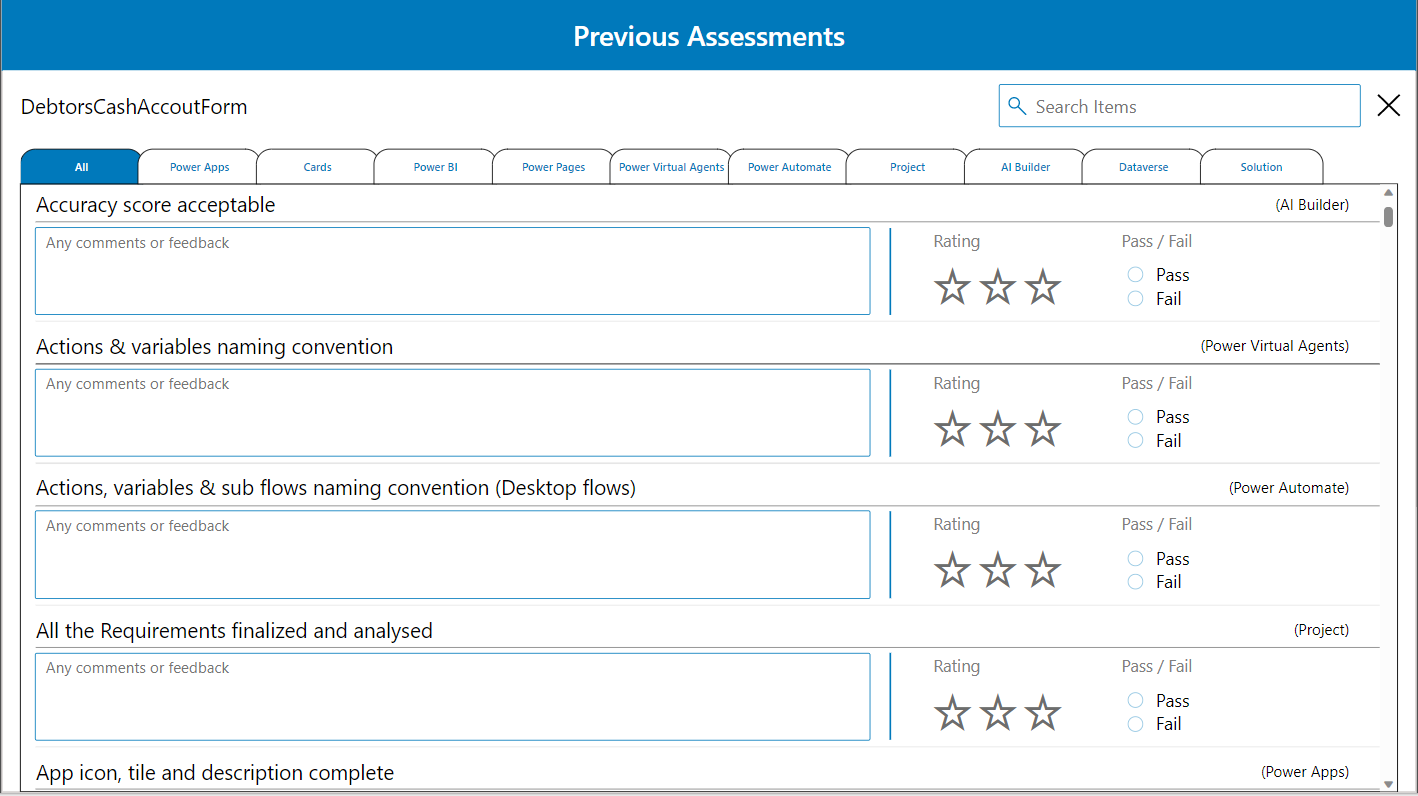 Previous Assessments
DebtorsCashAccoutForm
Search Items
All
Power Apps
Cards
Power BI
Power Pages
Power Virtual Agents
Power Automate
Project
AI Builder
Dataverse
Solution
Accuracy score acceptable
(AI Builder)
Any comments or feedback
Rating
Pass / Fail
Pass
Fail
Actions & variables naming convention
(Power Virtual Agents)
Any comments or feedback
Rating
Pass / Fail
Pass
Fail
Actions, variables & sub flows naming convention (Desktop flows)
(Power Automate)
Any comments or feedback
Rating
Pass / Fail
Pass
Fail
All the Requirements finalized and analysed
(Project)
Any comments or feedback
Rating
Pass / Fail
Pass
Fail
App icon, tile and description complete
(Power Apps)